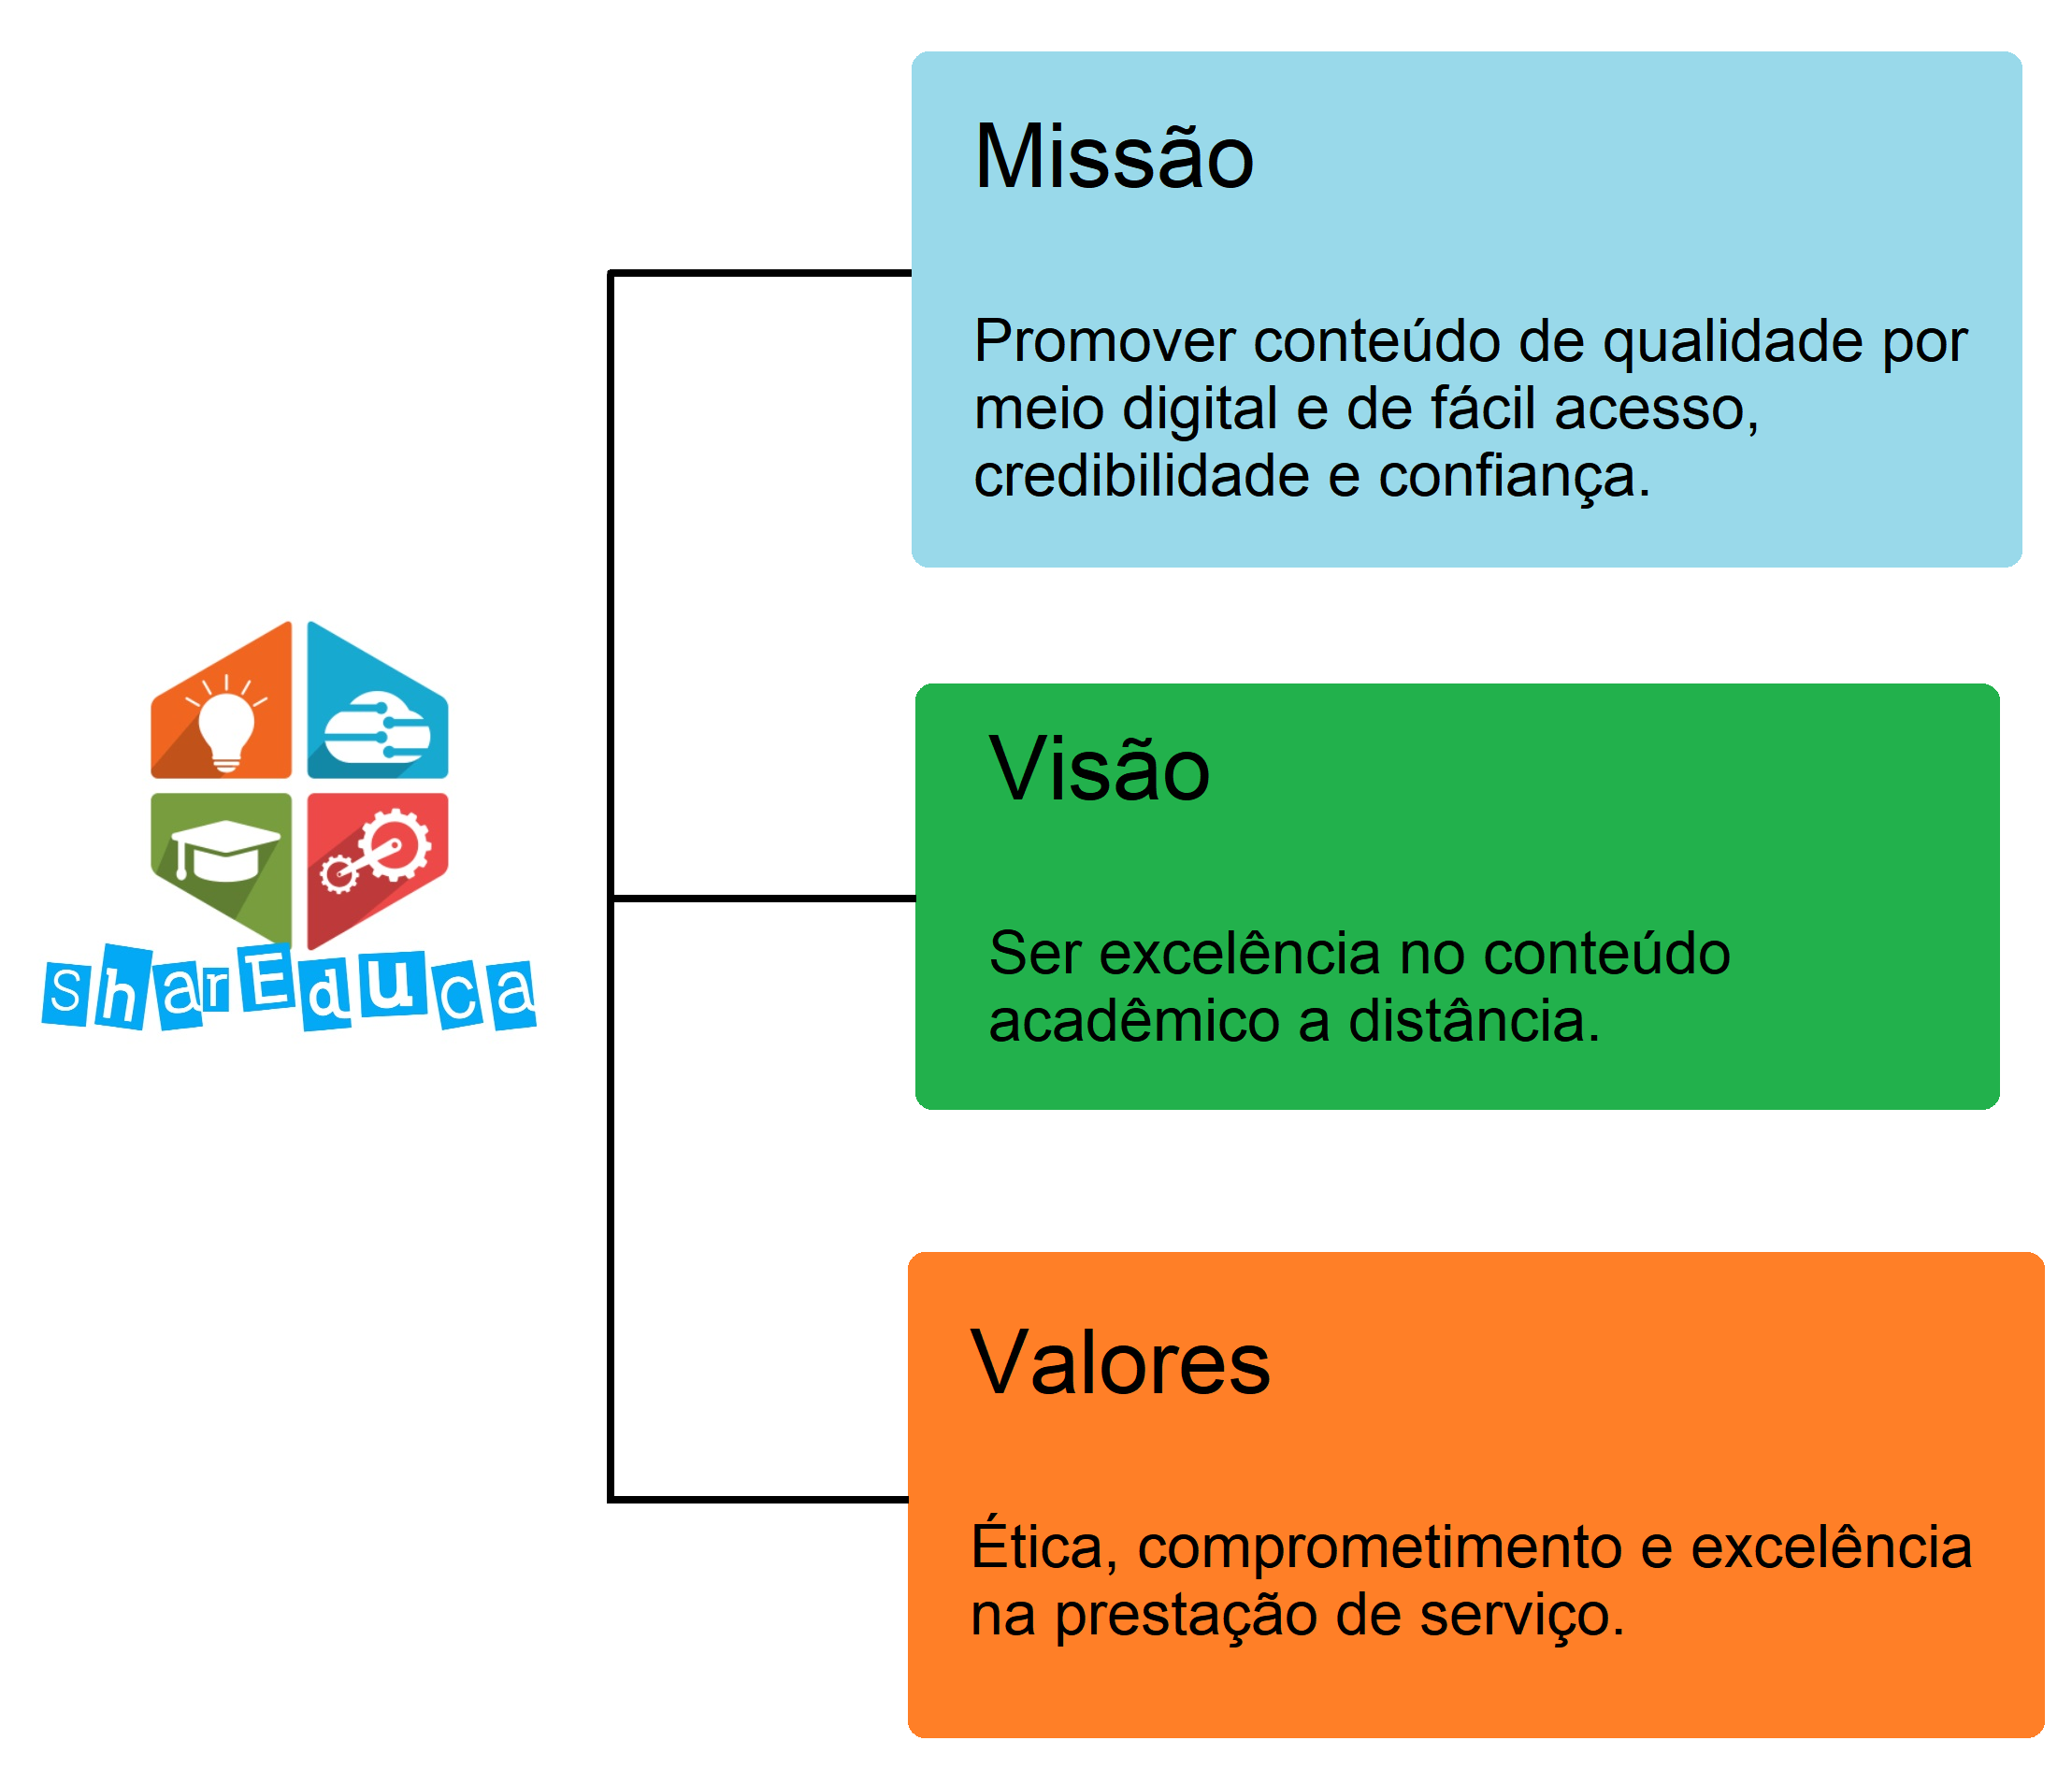 Missão
Promover conteúdo de qualidade por
meio digital e de fácil acesso,
credibilidade e confiança.
sharEduca
Visão
Ser excelência no conteúdo
acadêmico a distância.
Valores
Ética, comprometimento e excelência
na prestação de serviço.